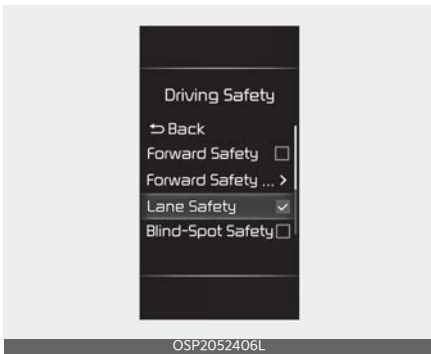 Driving Safety
Back
Forward Safety
Forward Safety ... >
Lane Safety
Blind-Spot Safety
OSP2052406L